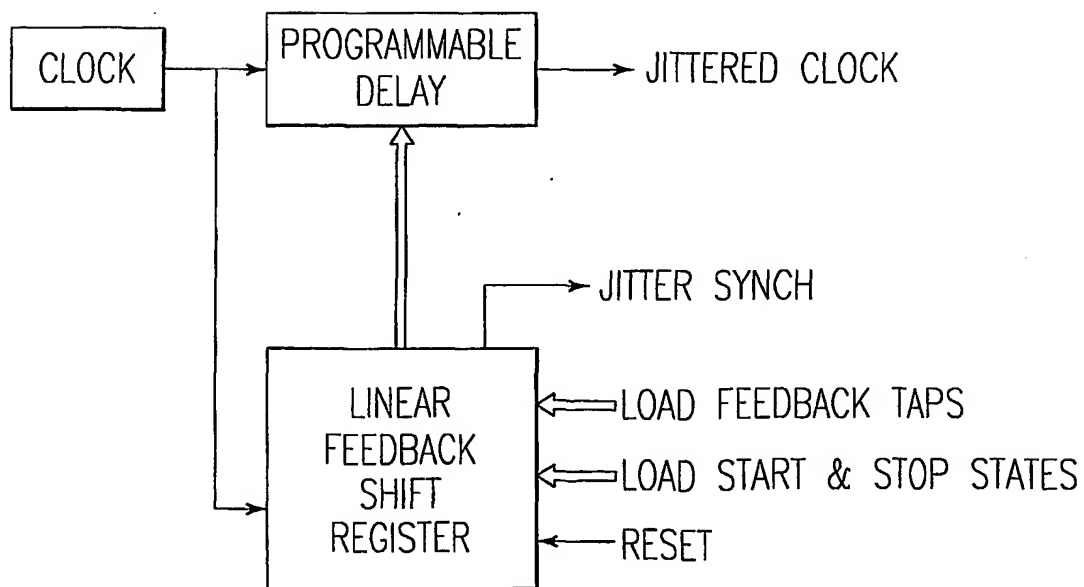 CLOCK
PROGRAMMABLE
DELAY
JITTERED CLOCK
JITTER SYNCH
LINEAR
FEEDBACK
SHIFT
REGISTER
LOAD FEEDBACK TAPS
LOAD START & STOP STATES
RESET